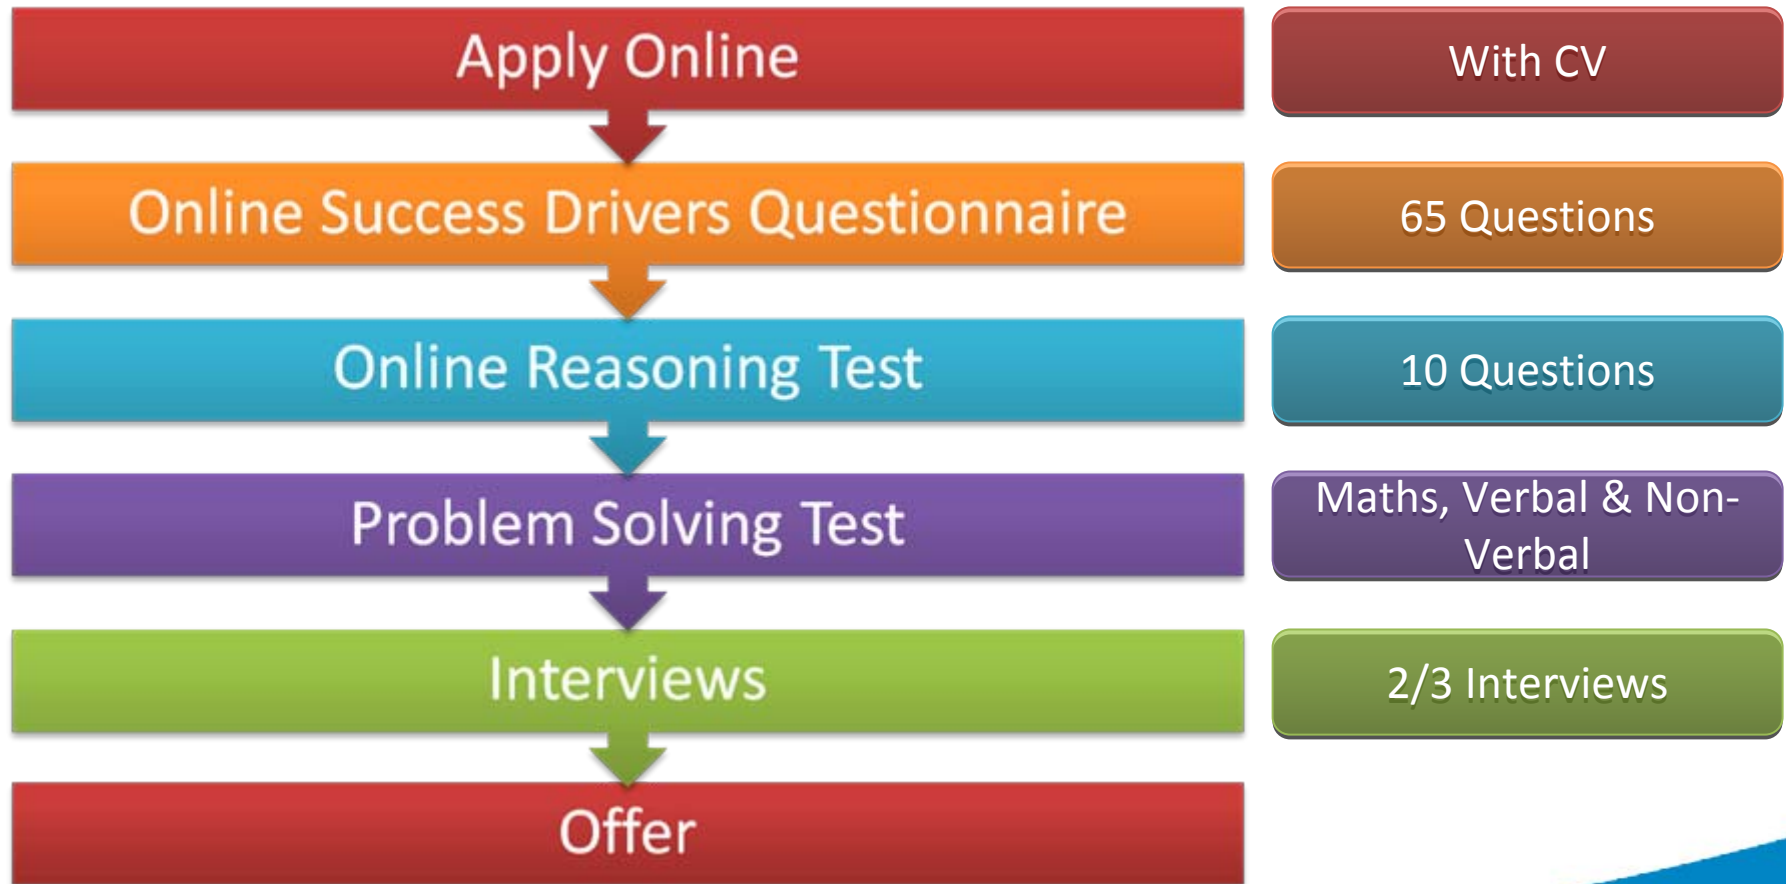 Apply Online
With CV
Online Success Drivers Questionnaire
65 Questions
Online Reasoning Test
10 Questions
Problem Solving Test
Maths, Verbal & Non-
Verbal
Interviews
2/3 Interviews
Offer